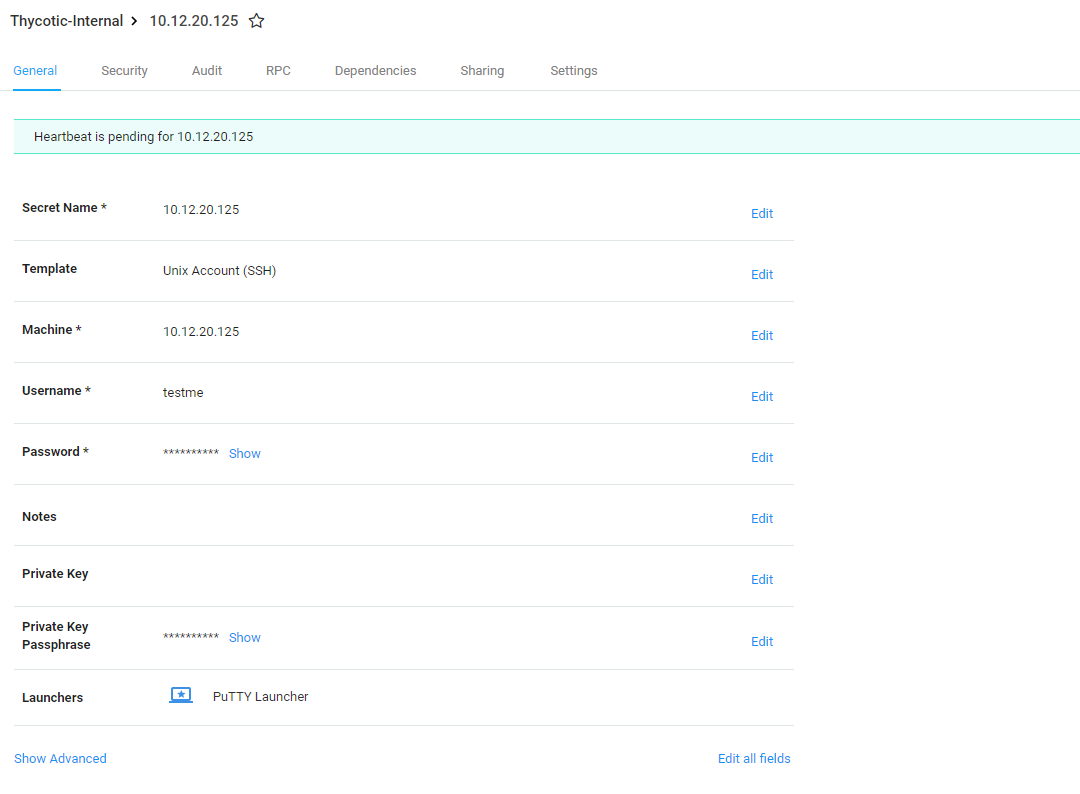 Thycotic-Internal > 10.12.20.125
General Security Audit RPC Dependencies Sharing Settings
Heartbeat is pending for 10.12.20.125
Secret Name * 10.12.20.125 Edit
Template Unix Account (SSH) Edit
Machine * 10.12.20.125 Edit
Username * testme Edit
Password * ********** Show Edit
Notes Edit
Private Key Edit
Private Key
Passphrase ********** Show Edit
Launchers PuTTY Launcher
Show Advanced Edit all fields